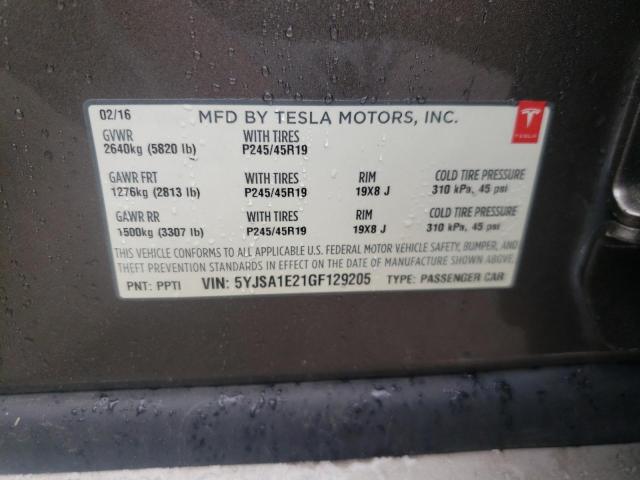 02/16 MFD BY TESLA MOTORS, INC.
GVWR WITH TIRES
2640kg (5820 lb) P245/45R19
GAWR FRT WITH TIRES RIM COLD TIRE PRESSURE
1276kg (2813 lb) P245/45R19 19X8 J 310 kPa, 45 psi
GAWR RR WITH TIRES RIM COLD TIRE PRESSURE
1500kg (3307 lb) P245/45R19 19X8 J 310 kPa, 45 psi
THIS VEHICLE CONFORMS TO ALL APPLICABLE U.S. FEDERAL MOTOR VEHICLE SAFETY, BUMPER, AND
THEFT PREVENTION STANDARDS IN EFFECT ON THE DATE OF MANUFACTURE SHOWN ABOVE.
PNT: PPTI VIN: 5YJSA1E21GF129205 TYPE: PASSENGER CAR
TESLA